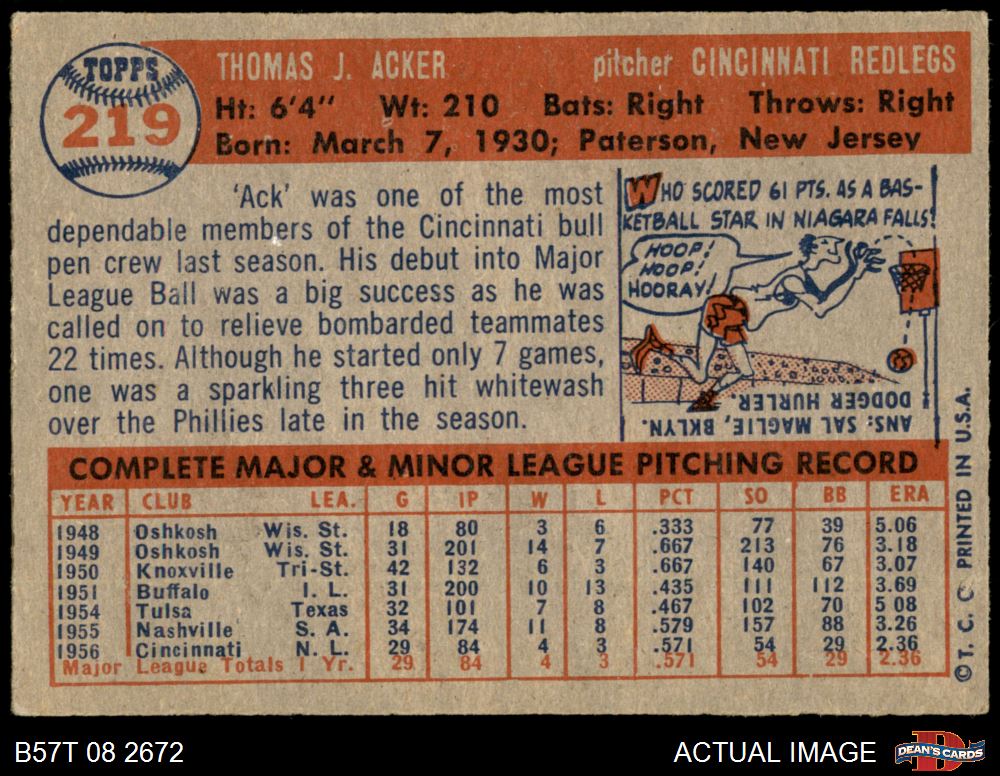 TOPPS
219
THOMAS J. ACKER pitcher CINCINNATI REDLEGS
Ht: 6'4" Wt: 210 Bats: Right Throws: Right
Born: March 7, 1930; Paterson, New Jersey
'Ack' was one of the most
dependable members of the Cincinnati bull
pen crew last season. His debut into Major
League Ball was a big success as he was
called on to relieve bombarded teammates
22 times. Although he started only 7 games,
one was a sparkling three hit whitewash
over the Phillies late in the season.
WHO SCORED 61 PTS. AS A BAS-
KETBALL STAR IN NIAGARA FALLS?
HOOP!
HOOP!
HOORAY!
ANS: SAL MAGLIE, BKLYN.
DODGER HURLER.
COMPLETE MAJOR & MINOR LEAGUE PITCHING RECORD
YEAR CLUB LEA. G IP W L PCT SO BB ERA
1948 Oshkosh Wis. St. 18 80 3 6 .333 77 39 5.06
1949 Oshkosh Wis. St. 31 201 14 7 .667 213 76 3.18
1950 Knoxville Tri-St. 42 132 6 3 .667 140 67 3.07
1951 Buffalo I. L. 31 200 10 13 .435 111 112 3.69
1954 Tulsa Texas 32 101 7 8 .467 102 70 5 08
1955 Nashville S. A. 34 174 11 8 .579 157 88 3.26
1956 Cincinnati N. L. 29 84 4 3 .571 54 29 2.36
Major League Totals 1 Yr. 29 84 4 3 .571 54 29 2.36
© T. C. C PRINTED IN U.S.A.
B57T 08 2672 ACTUAL IMAGE
DEAN'S CARDS